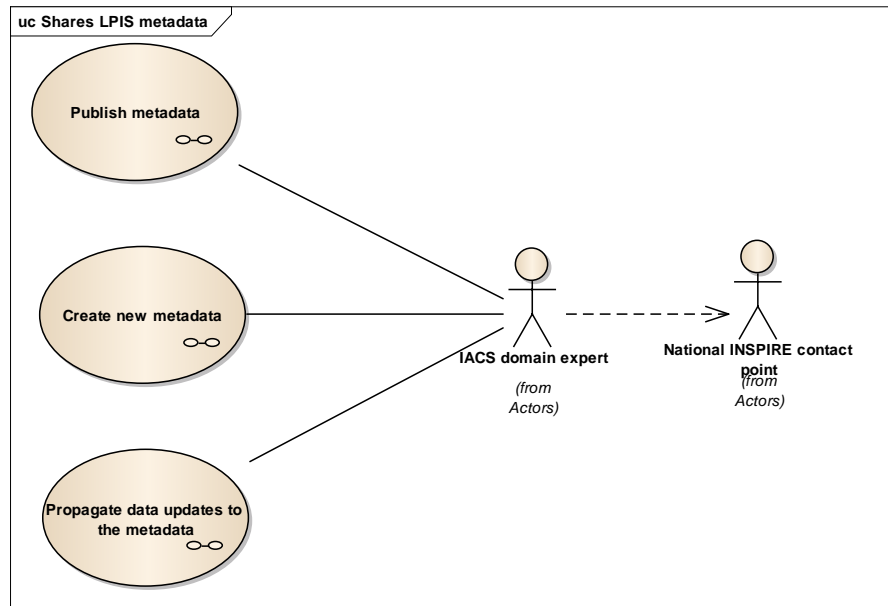 uc Shares LPIS metadata
Publish metadata
Create new metadata
Propagate data updates to
the metadata
IACS domain expert
(from
Actors)
National INSPIRE contact
point
(from
Actors)